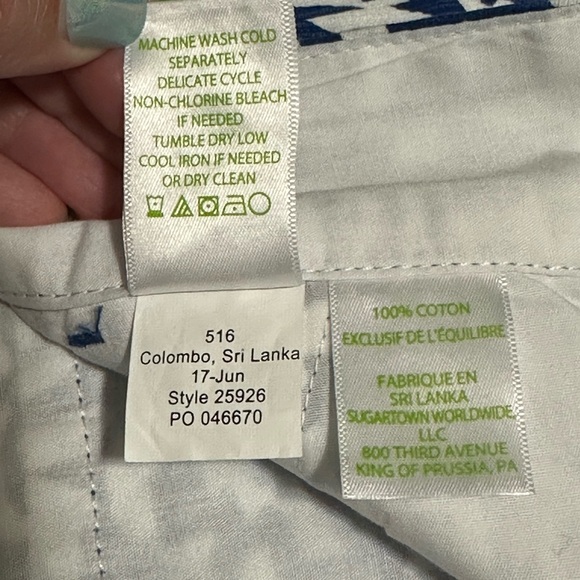 MACHINE WASH COLD
SEPARATELY
DELICATE CYCLE
NON-CHLORINE BLEACH
IF NEEDED
TUMBLE DRY LOW
COOL IRON IF NEEDED
OR DRY CLEAN
516
Colombo, Sri Lanka
17-Jun
Style 25926
PO 046670
100% COTON
EXCLUSIF DE L'ÉQUILIBRE
FABRIQUE EN
SRI LANKA
SUGARTOWN WORLDWIDE
LLC
800 THIRD AVENUE
KING OF PRUSSIA, PA